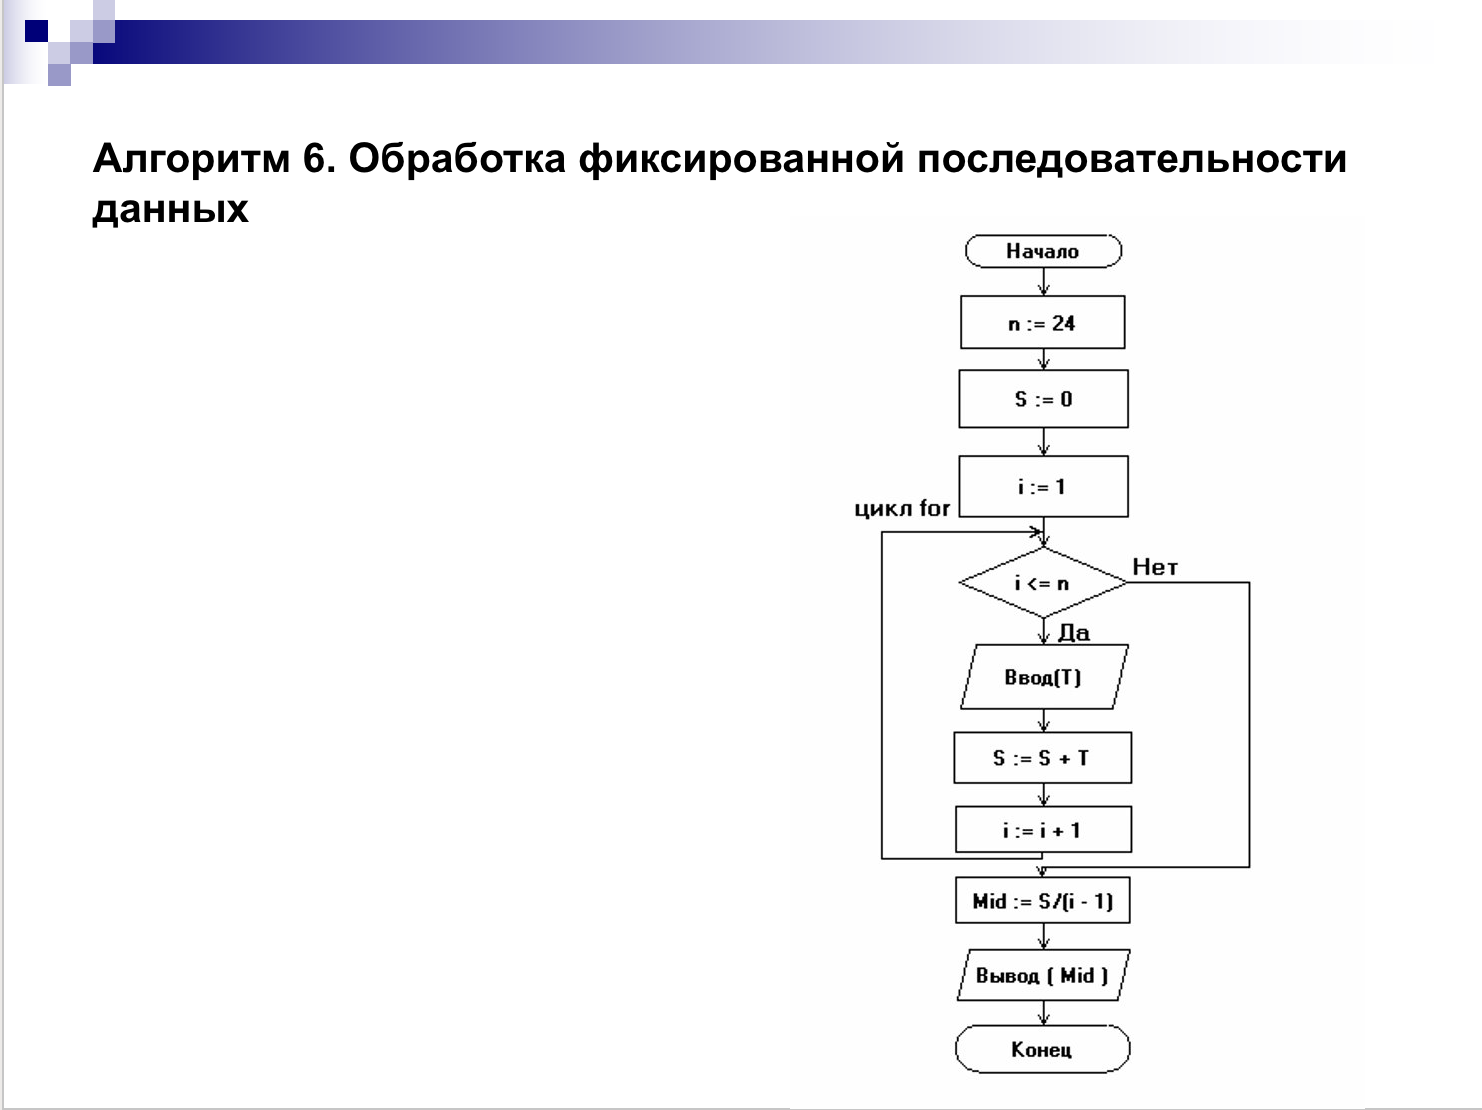 Алгоритм 6. Обработка фиксированной последовательности
данных
Начало
n := 24
S := 0
i := 1
цикл for
i <= n
Нет
Да
Ввод(T)
S := S + T
i := i + 1
Mid := S/(i - 1)
Вывод ( Mid )
Конец